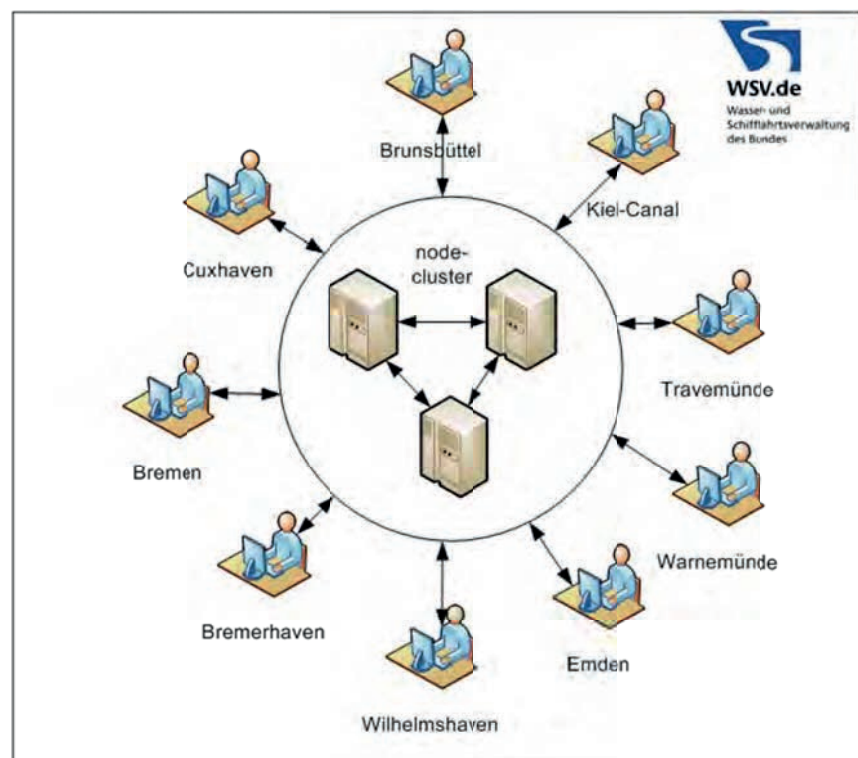 WSV.de
Wasser- und
Schifffahrtsverwaltung
des Bundes
Brunsbüttel
Kiel-Canal
Cuxhaven
node-
cluster
Travemünde
Bremen
Warnemünde
Bremerhaven
Emden
Wilhelmshaven